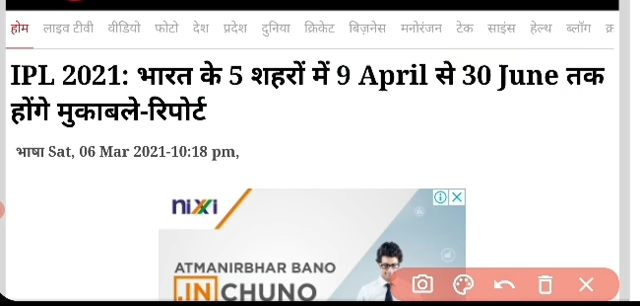 होम लाइव टीवी वीडियो फोटो देश प्रदेश दुनिया क्रिकेट बिज़नेस मनोरंजन टेक साइंस हेल्थ ब्लॉग
IPL 2021: भारत के 5 शहरों में 9 April से 30 June तक
होंगे मुकाबले-रिपोर्ट
भाषा Sat, 06 Mar 2021-10:18 pm,
nixi
ATMANIRBHAR BANO
.IN CHUNO